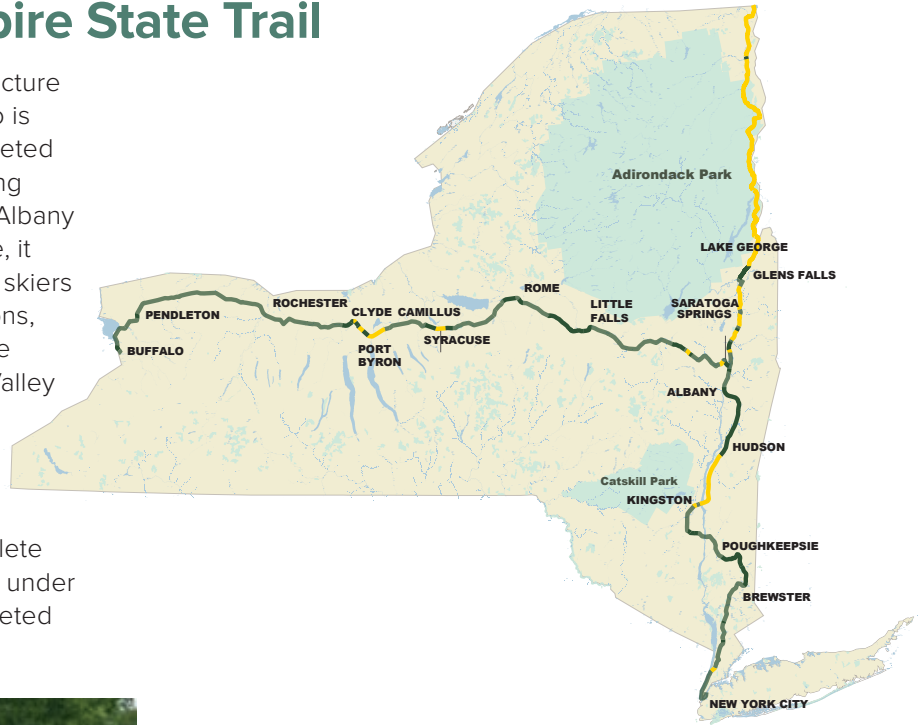 pire State Trail
cture
o is
eted
ng
Albany
e, it
skiers
ons,
e
Valley
lete
under
eted
Adirondack Park
LAKE GEORGE
GLENS FALLS
SARATOGA
SPRINGS
ROME
LITTLE
FALLS
ROCHESTER
CLYDE
CAMILLUS
PENDLETON
SYRACUSE
PORT
BYRON
BUFFALO
ALBANY
HUDSON
Catskill Park
KINGSTON
POUGHKEEPSIE
BREWSTER
NEW YORK CITY